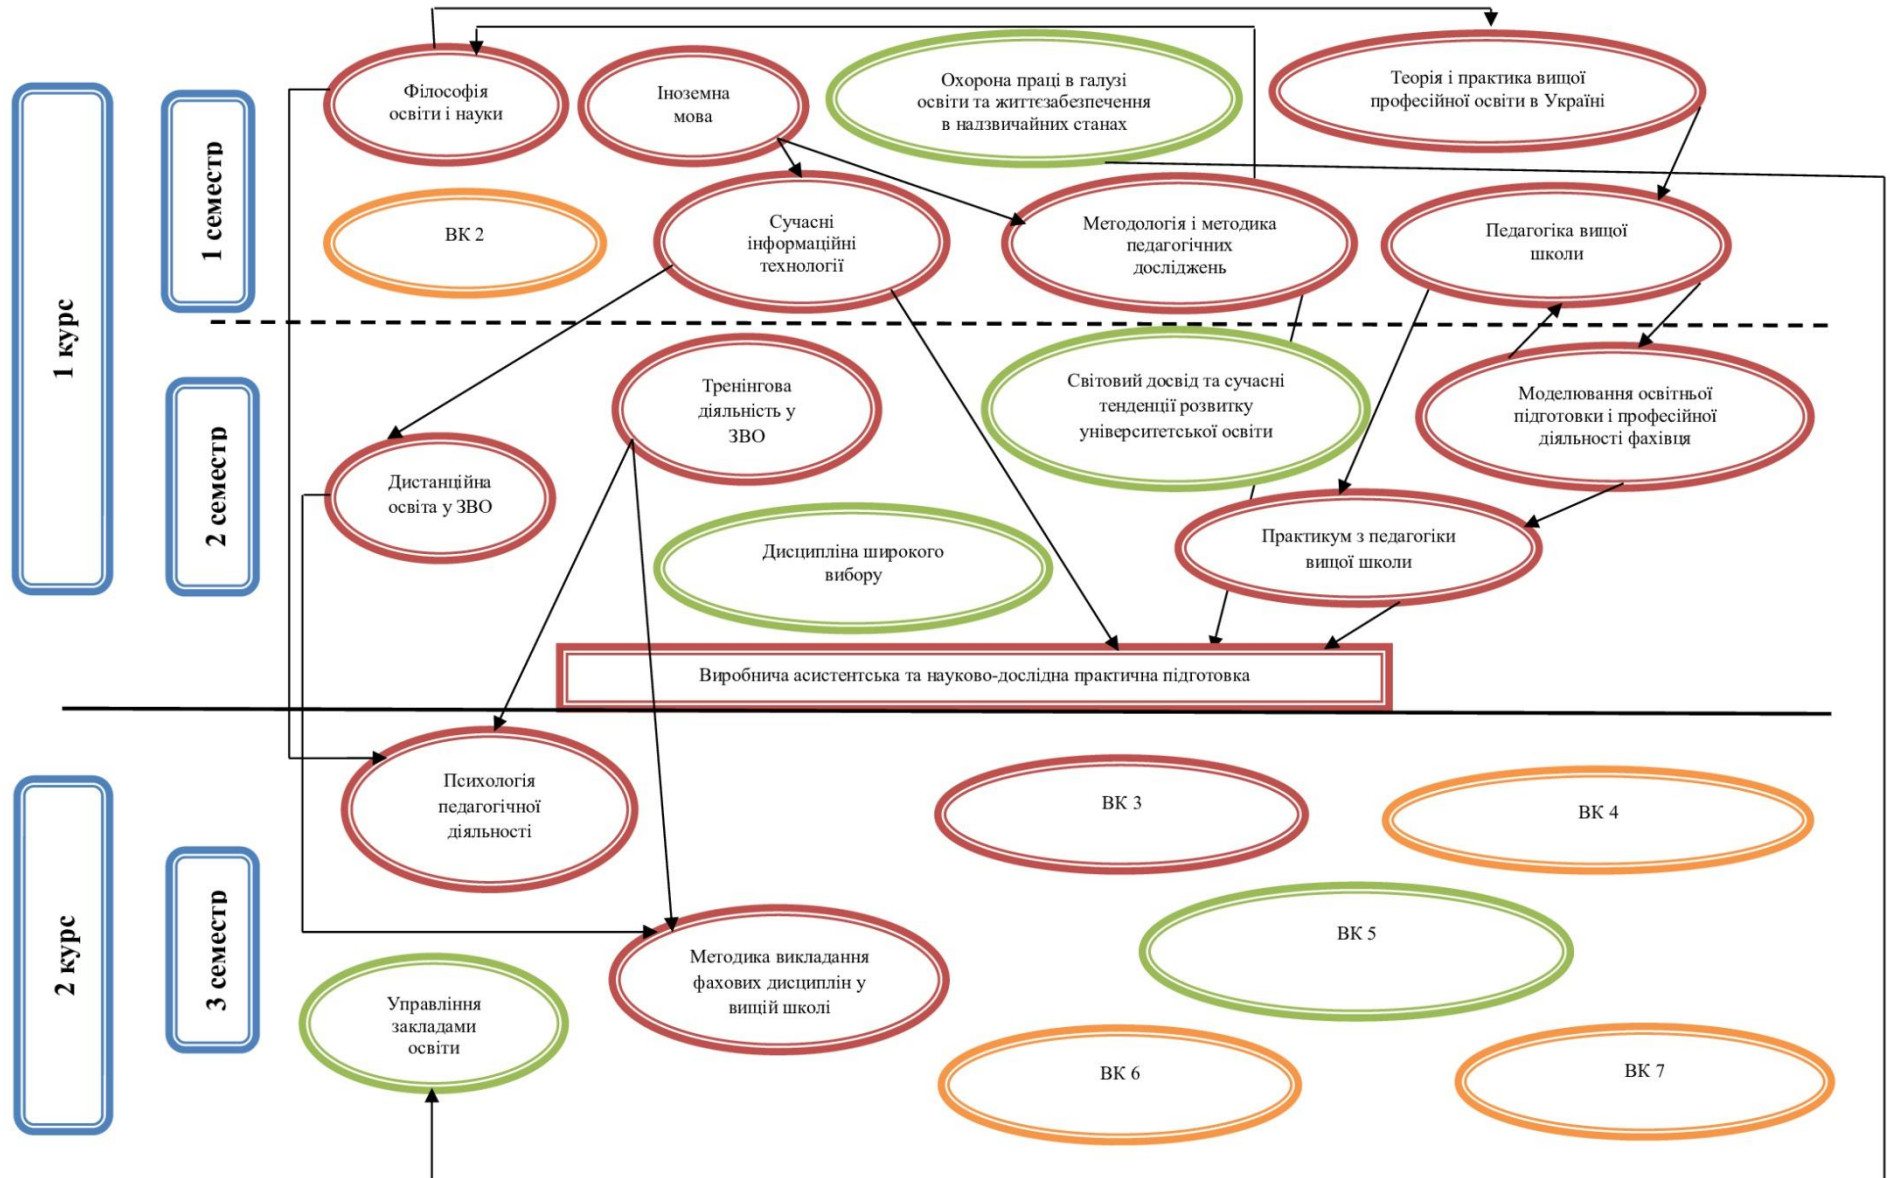 1 курс
1 семестр
Філософія
освіти і науки
Іноземна
мова
Охорона праці в галузі
освіти та життєзабезпечення
в надзвичайних станах
Теорія і практика вищої
професійної освіти в Україні
ВК 2
Сучасні
інформаційні
технології
Методологія і методика
педагогічних
досліджень
Педагогіка вищої
школи
2 семестр
Тренінгова
діяльність у
ЗВО
Світовий досвід та сучасні
тенденції розвитку
університетської освіти
Моделювання освітньої
підготовки і професійної
діяльності фахівця
Дистанційна
освіта у ЗВО
Дисципліна широкого
вибору
Практикум з педагогіки
вищої школи
Виробнича асистентська та науково-дослідна практична підготовка
2 курс
3 семестр
Психологія
педагогічної
діяльності
ВК 3
ВК 4
ВК 5
Методика викладання
фахових дисциплін у
вищій школі
Управління
закладами
освіти
ВК 6
ВК 7